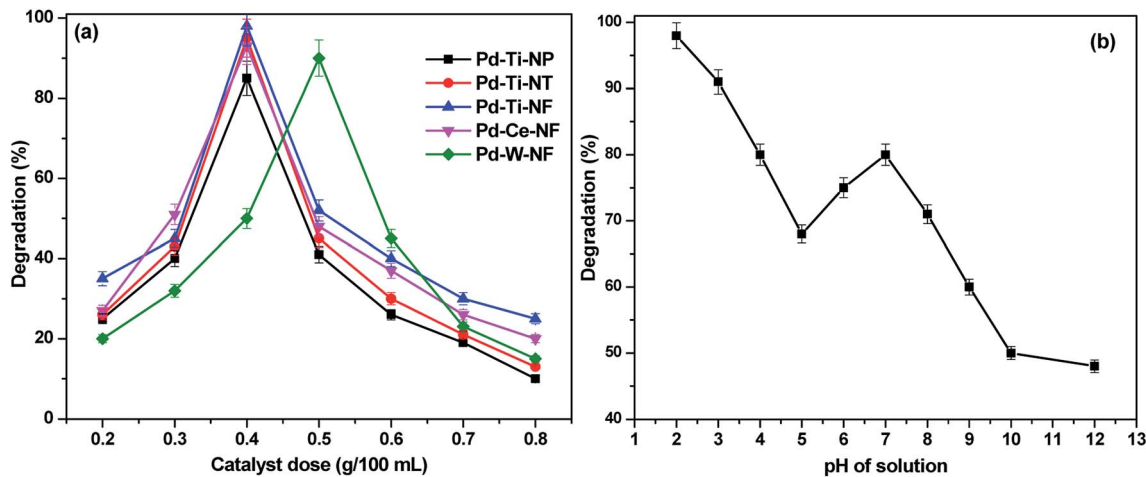 (a)
Pd-Ti-NP
Pd-Ti-NT
Pd-Ti-NF
Pd-Ce-NF
Pd-W-NF
Degradation (%)
100
80
60
40
20
0
0.2 0.3 0.4 0.5 0.6 0.7 0.8
Catalyst dose (g/100 mL)
(b)
Degradation (%)
100
90
80
70
60
50
40
1 2 3 4 5 6 7 8 9 10 11 12 13
pH of solution